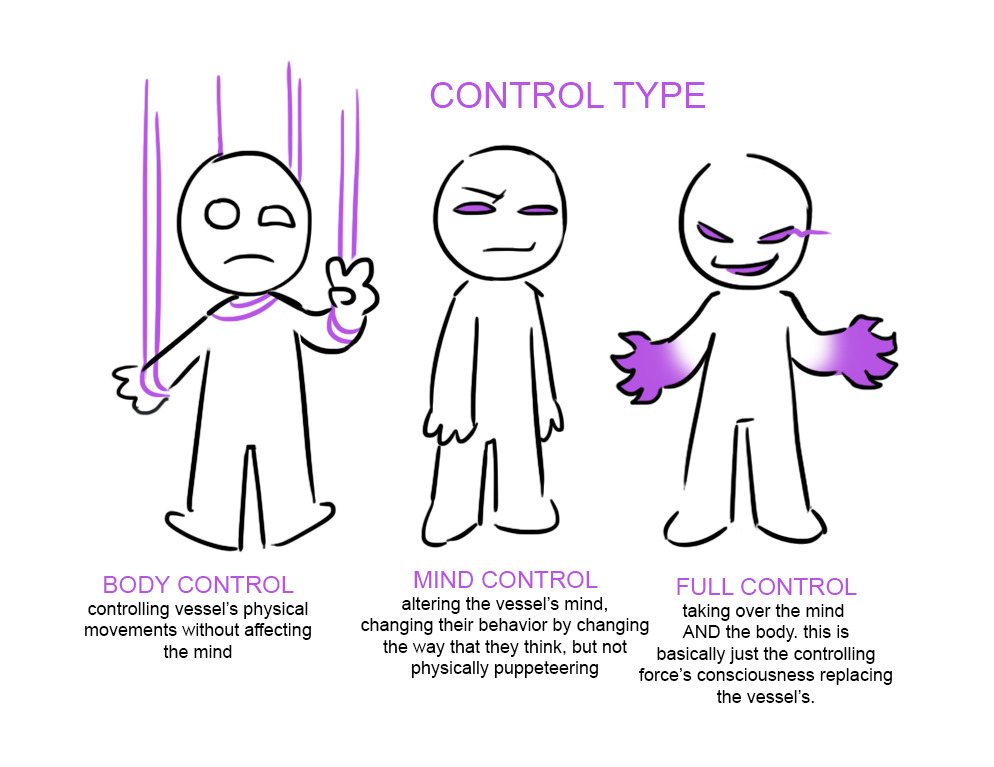 CONTROL TYPE
BODY CONTROL
controlling vessel's physical
movements without affecting
the mind
MIND CONTROL
altering the vessel's mind,
changing their behavior by changing
the way that they think, but not
physically puppeteering
FULL CONTROL
taking over the mind
AND the body. this is
basically just the controlling
force's consciousness replacing
the vessel's.